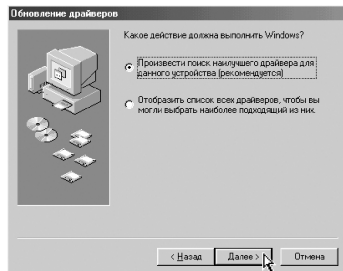 Обновление драйверов
Какое действие должна выполнить Windows?
Произвести поиск наилучшего драйвера для
данного устройства (рекомендуется)
Отобразить список всех драйверов, чтобы вы
могли выбрать наиболее подходящий из них.
< Назад
Далее >
Отмена